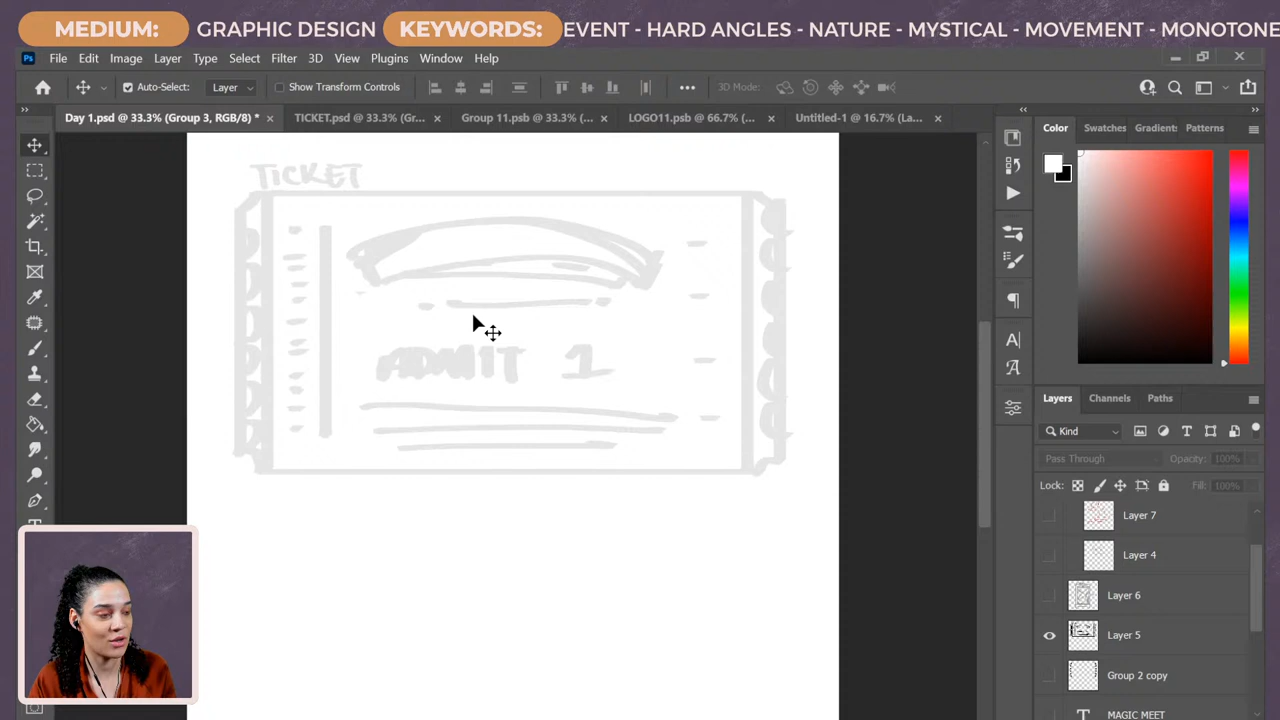 MEDIUM: GRAPHIC DESIGN KEYWORDS: EVENT - HARD ANGLES - NATURE - MYSTICAL - MOVEMENT - MONOTONE
Ps File Edit Image Layer Type Select Filter 3D View Plugins Window Help
Auto-Select: Layer Show Transform Controls 3D Mode:
Day 1.psd @ 33.3% (Group 3, RGB/8) * × TICKET.psd @ 33.3% (Gr... × Group 11.psb @ 33.3% (... × LOGO11.psb @ 66.7% (... × Untitled-1 @ 16.7% (La... ×
Color Swatches Gradients Patterns
TICKET
ADMIT 1
Layers Channels Paths
Kind
Pass Through Opacity: 100%
Lock: Fill: 100%
Layer 7
Layer 4
Layer 6
Layer 5
Group 2 copy
T MAGIC MEET